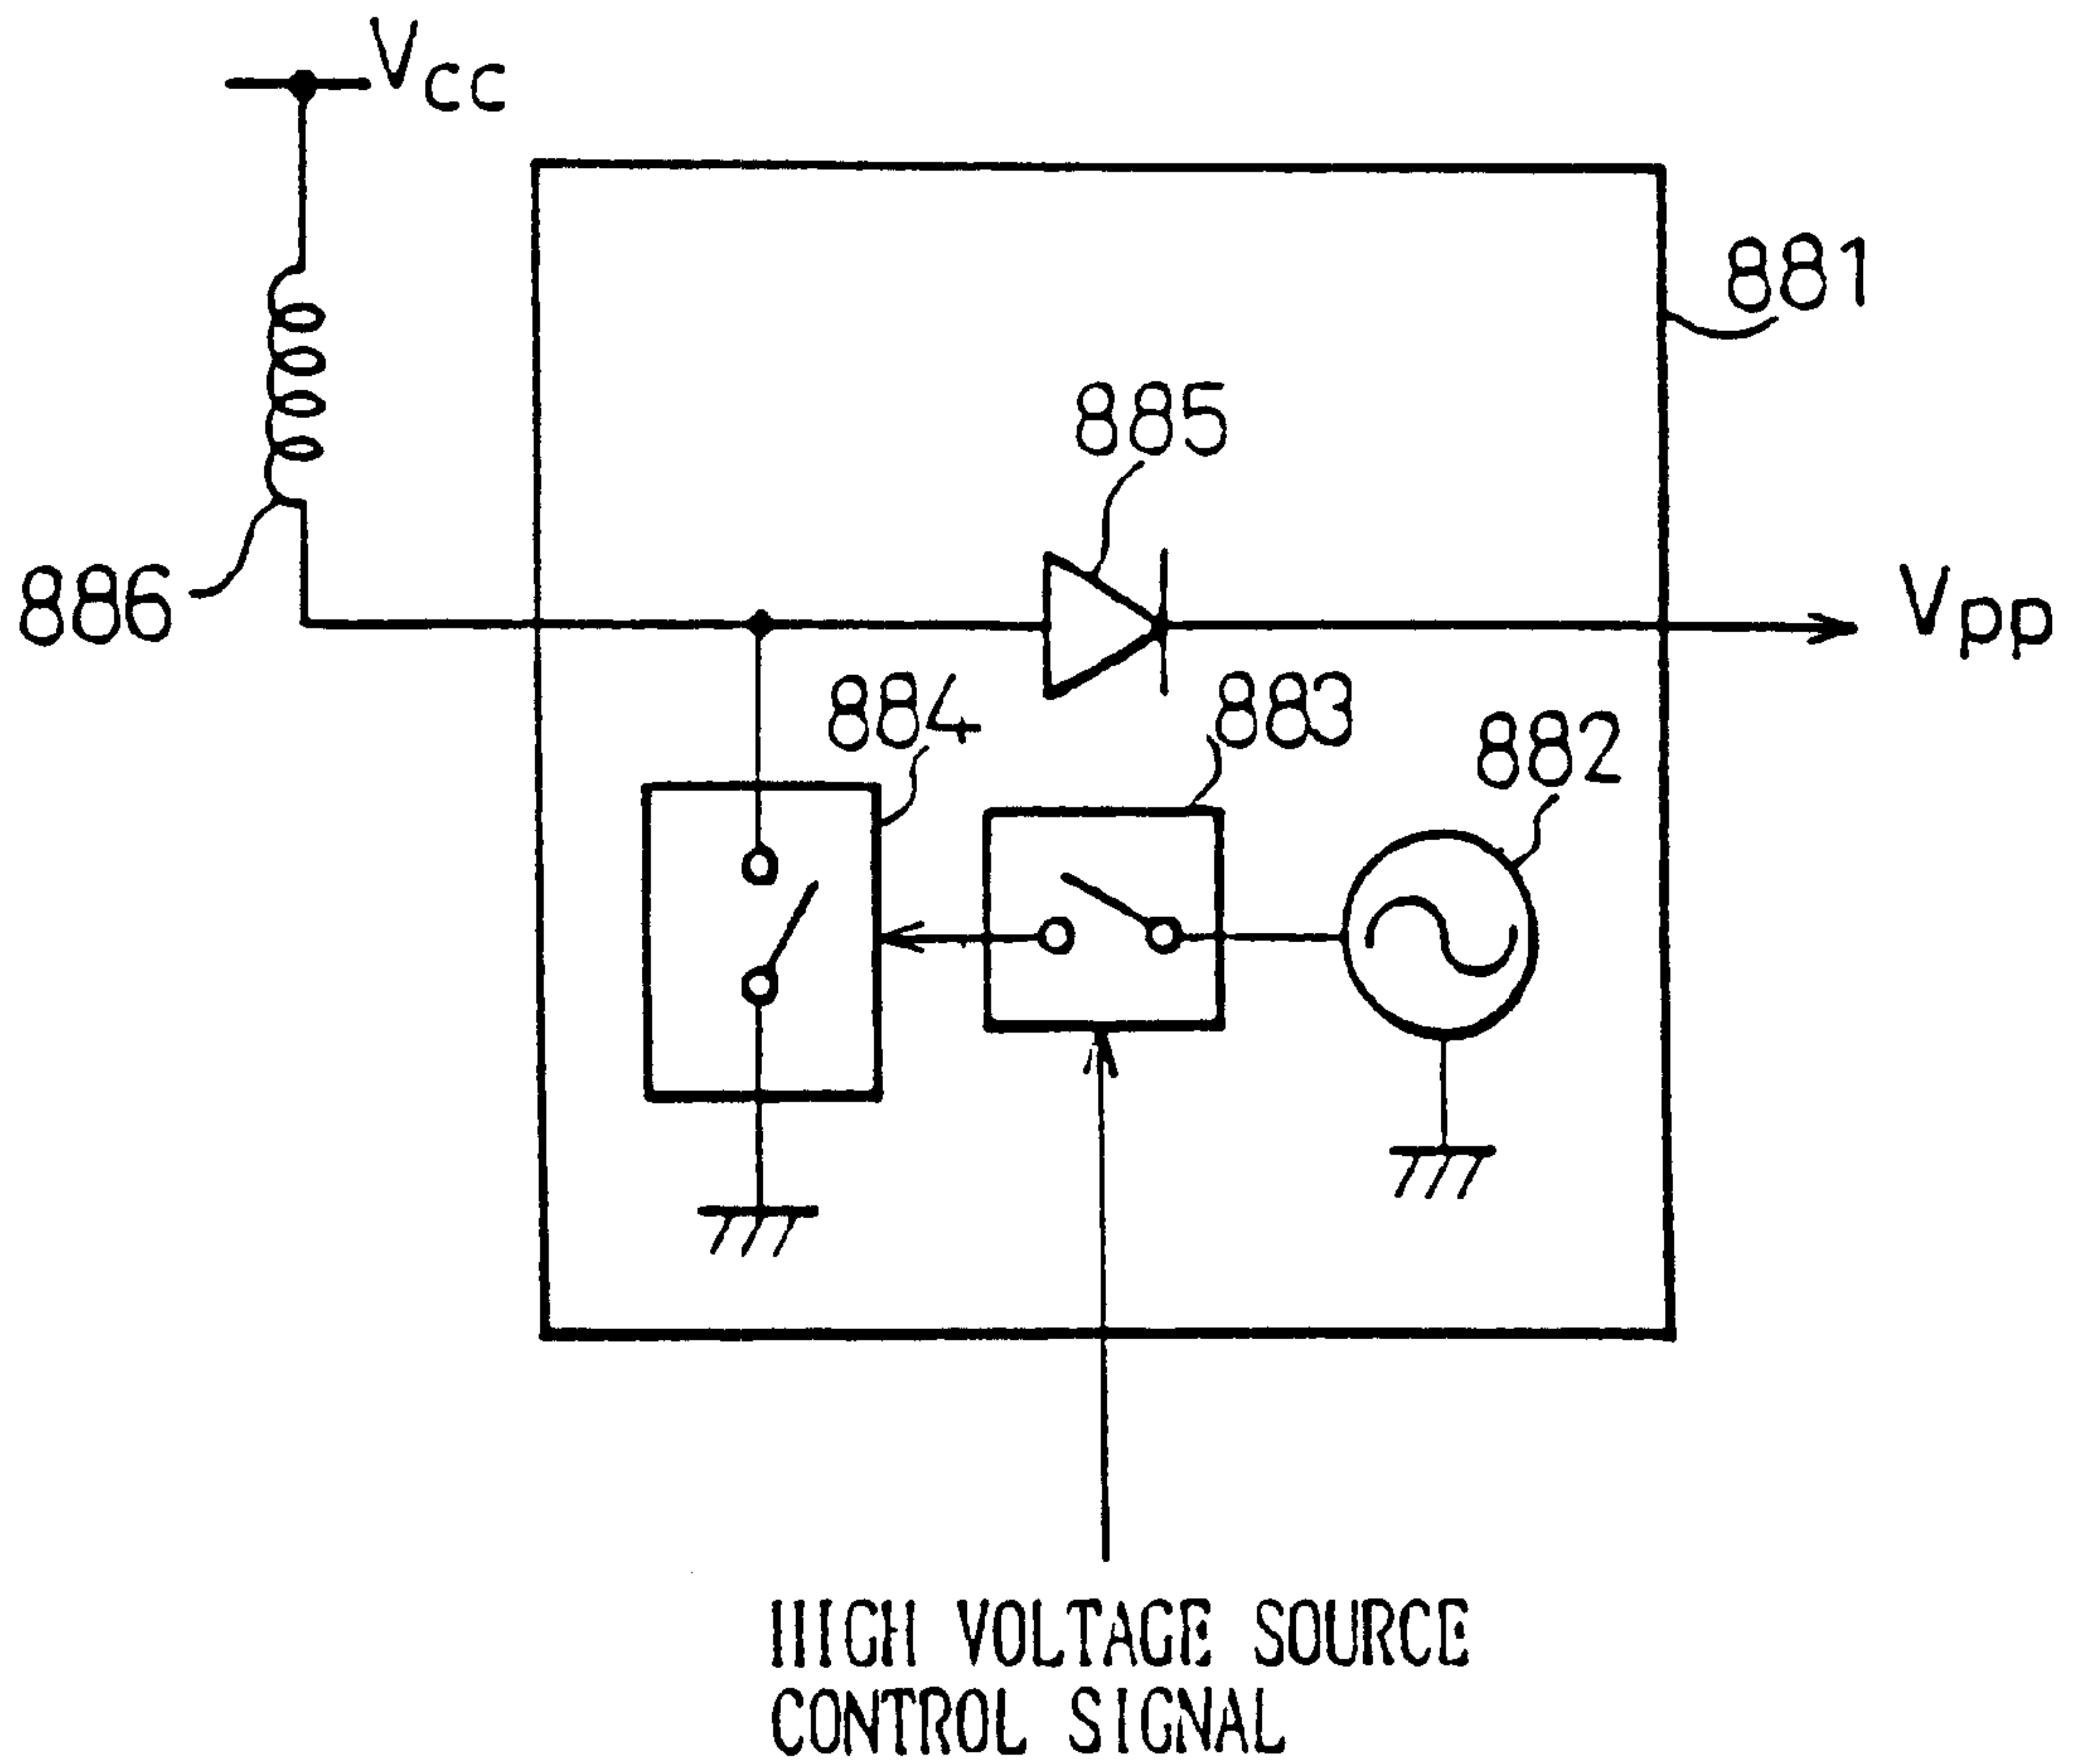 Vcc
881
885
886
Vpp
884
883
882
HIGH VOLTAGE SOURCE
CONTROL SIGNAL